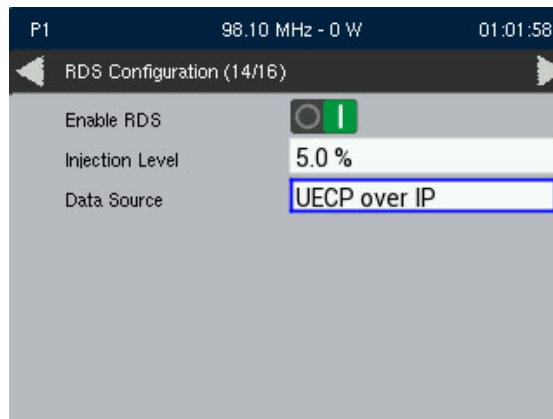 P1 98.10 MHz - 0 W 01:01:58
RDS Configuration (14/16)
Enable RDS
Injection Level 5.0 %
Data Source UECP over IP